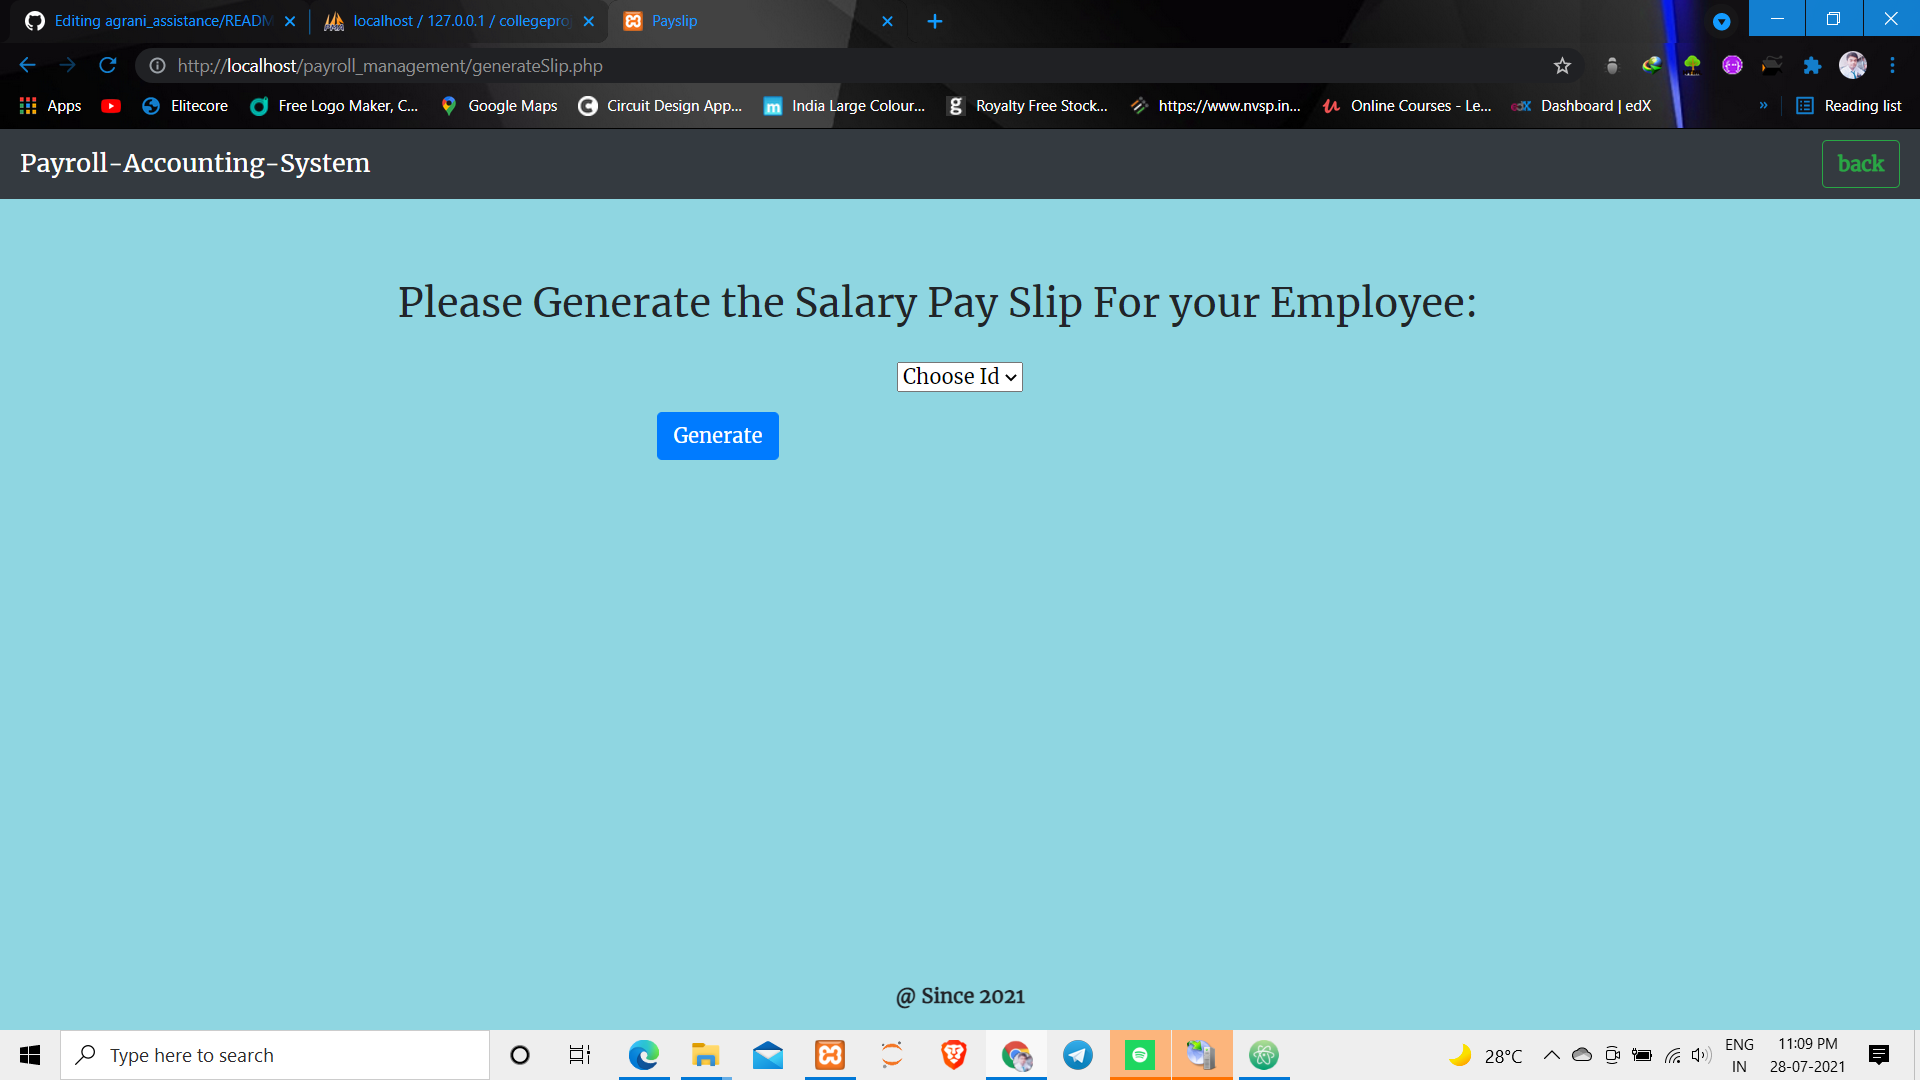 Editing agrani_assistance/READM
localhost / 127.0.0.1 / collegepro
Payslip
http://localhost/payroll_management/generateSlip.php
Apps
Elitecore
Free Logo Maker, C...
Google Maps
Circuit Design App...
India Large Colour...
Royalty Free Stock...
https://www.nvsp.in...
Online Courses - Le...
Dashboard | edX
»
Reading list
Payroll-Accounting-System
back
Please Generate the Salary Pay Slip For your Employee:
Choose Id
Generate
@ Since 2021
Type here to search
28°C
ENG
IN
11:09 PM
28-07-2021